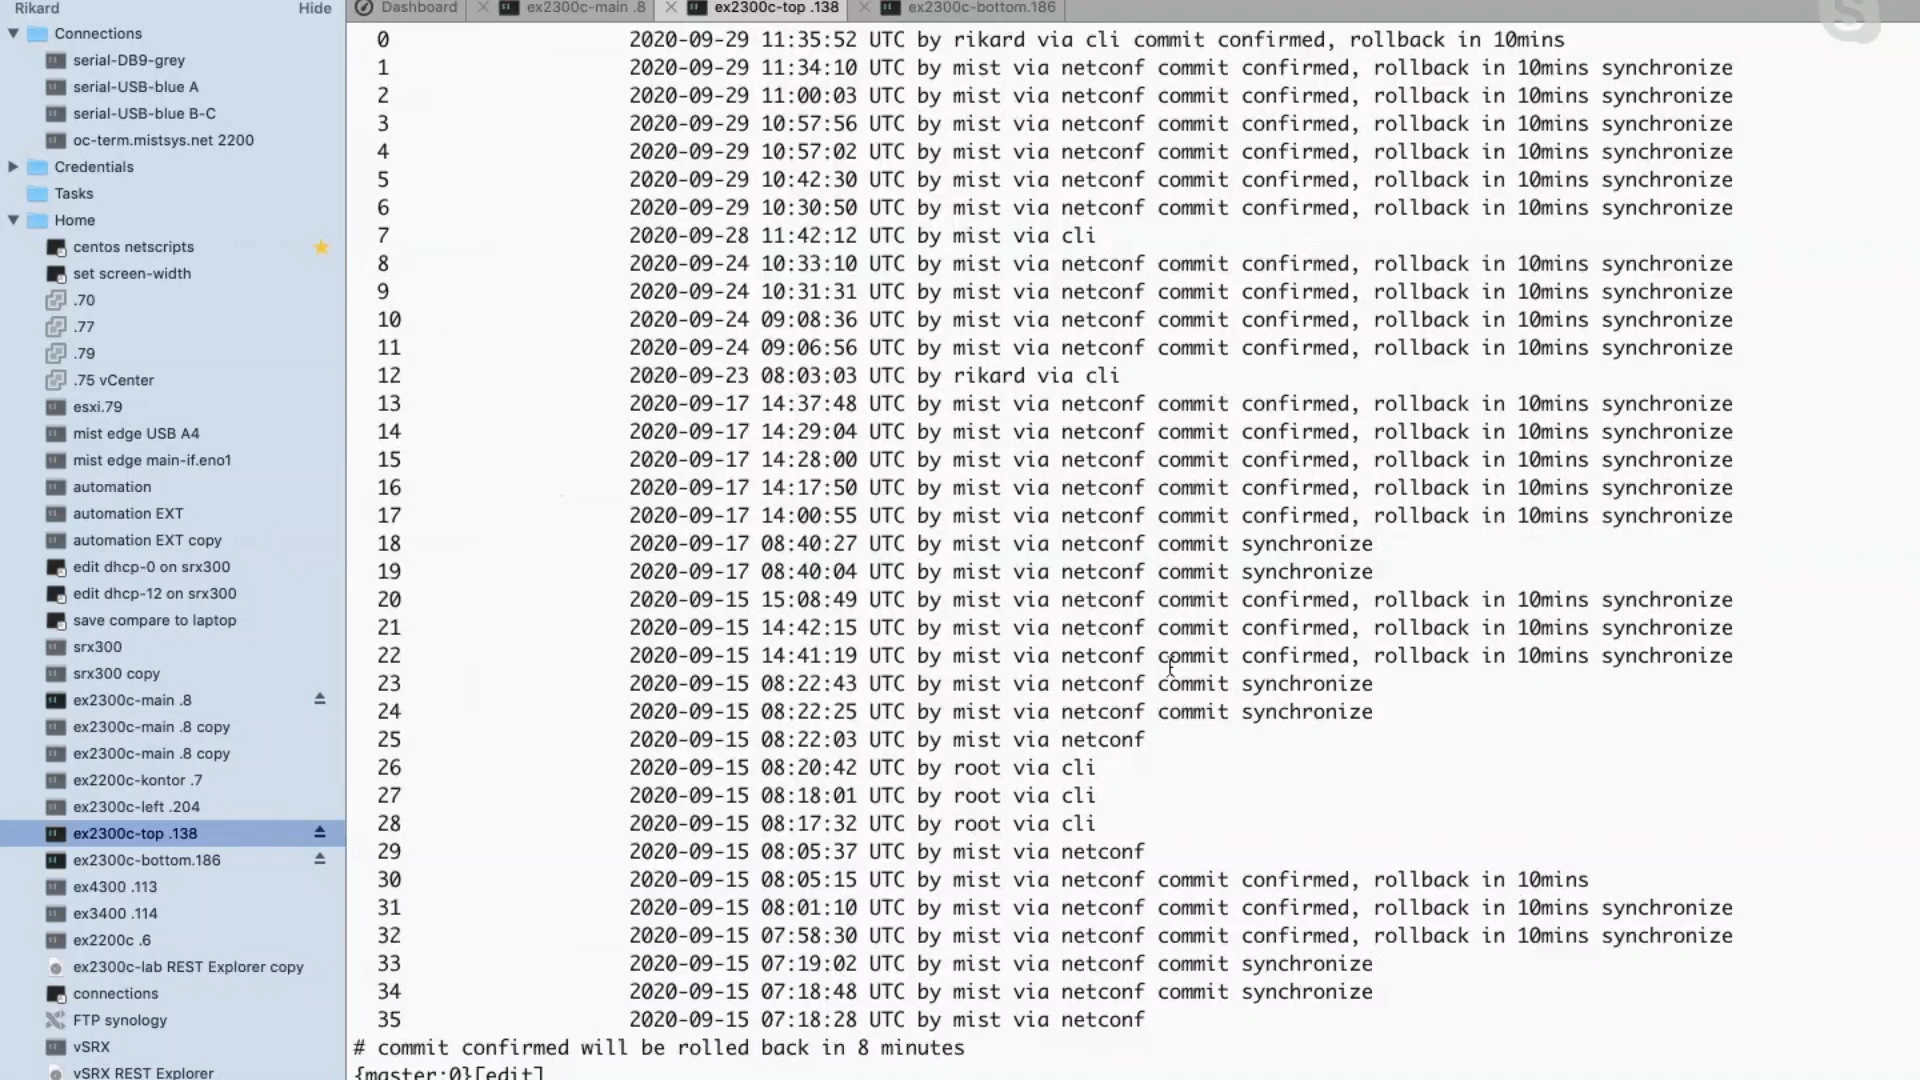 Rikard
Hide
Connections
serial-DB9-grey
serial-USB-blue A
serial-USB-blue B-C
oc-term.mistsys.net 2200
Credentials
Tasks
Home
centos netscripts
set screen-width
.70
.77
.79
.75 vCenter
esxi.79
mist edge USB A4
mist edge main-if.eno1
automation
automation EXT
automation EXT copy
edit dhcp-0 on srx300
edit dhcp-12 on srx300
save compare to laptop
srx300
srx300 copy
ex2300c-main .8
ex2300c-main .8 copy
ex2300c-main .8 copy
ex2200c-kontor .7
ex2300c-left .204
ex2300c-top .138
ex2300c-bottom.186
ex4300 .113
ex3400 .114
ex2200c .6
ex2300c-lab REST Explorer copy
connections
FTP synology
vSRX
vSRX REST Explorer
Dashboard
ex2300c-main .8
ex2300c-top .138
ex2300c-bottom.186
0 2020-09-29 11:35:52 UTC by rikard via cli commit confirmed, rollback in 10mins
1 2020-09-29 11:34:10 UTC by mist via netconf commit confirmed, rollback in 10mins synchronize
2 2020-09-29 11:00:03 UTC by mist via netconf commit confirmed, rollback in 10mins synchronize
3 2020-09-29 10:57:56 UTC by mist via netconf commit confirmed, rollback in 10mins synchronize
4 2020-09-29 10:57:02 UTC by mist via netconf commit confirmed, rollback in 10mins synchronize
5 2020-09-29 10:42:30 UTC by mist via netconf commit confirmed, rollback in 10mins synchronize
6 2020-09-29 10:30:50 UTC by mist via netconf commit confirmed, rollback in 10mins synchronize
7 2020-09-28 11:42:12 UTC by mist via cli
8 2020-09-24 10:33:10 UTC by mist via netconf commit confirmed, rollback in 10mins synchronize
9 2020-09-24 10:31:31 UTC by mist via netconf commit confirmed, rollback in 10mins synchronize
10 2020-09-24 09:08:36 UTC by mist via netconf commit confirmed, rollback in 10mins synchronize
11 2020-09-24 09:06:56 UTC by mist via netconf commit confirmed, rollback in 10mins synchronize
12 2020-09-23 08:03:03 UTC by rikard via cli
13 2020-09-17 14:37:48 UTC by mist via netconf commit confirmed, rollback in 10mins synchronize
14 2020-09-17 14:29:04 UTC by mist via netconf commit confirmed, rollback in 10mins synchronize
15 2020-09-17 14:28:00 UTC by mist via netconf commit confirmed, rollback in 10mins synchronize
16 2020-09-17 14:17:50 UTC by mist via netconf commit confirmed, rollback in 10mins synchronize
17 2020-09-17 14:00:55 UTC by mist via netconf commit confirmed, rollback in 10mins synchronize
18 2020-09-17 08:40:27 UTC by mist via netconf commit synchronize
19 2020-09-17 08:40:04 UTC by mist via netconf commit synchronize
20 2020-09-15 15:08:49 UTC by mist via netconf commit confirmed, rollback in 10mins synchronize
21 2020-09-15 14:42:15 UTC by mist via netconf commit confirmed, rollback in 10mins synchronize
22 2020-09-15 14:41:19 UTC by mist via netconf commit confirmed, rollback in 10mins synchronize
23 2020-09-15 08:22:43 UTC by mist via netconf commit synchronize
24 2020-09-15 08:22:25 UTC by mist via netconf commit synchronize
25 2020-09-15 08:22:03 UTC by mist via netconf
26 2020-09-15 08:20:42 UTC by root via cli
27 2020-09-15 08:18:01 UTC by root via cli
28 2020-09-15 08:17:32 UTC by root via cli
29 2020-09-15 08:05:37 UTC by mist via netconf
30 2020-09-15 08:05:15 UTC by mist via netconf commit confirmed, rollback in 10mins
31 2020-09-15 08:01:10 UTC by mist via netconf commit confirmed, rollback in 10mins synchronize
32 2020-09-15 07:58:30 UTC by mist via netconf commit confirmed, rollback in 10mins synchronize
33 2020-09-15 07:19:02 UTC by mist via netconf commit synchronize
34 2020-09-15 07:18:48 UTC by mist via netconf commit synchronize
35 2020-09-15 07:18:28 UTC by mist via netconf
# commit confirmed will be rolled back in 8 minutes
{master:0}[edit]